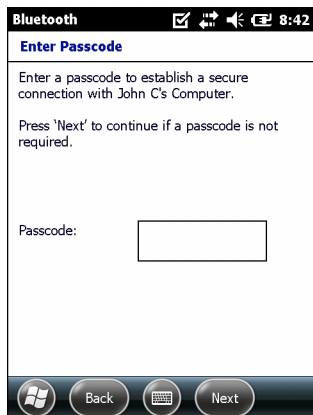 Bluetooth 8:42
Enter Passcode
Enter a passcode to establish a secure
connection with John C's Computer.
Press `Next' to continue if a passcode is not
required.
Passcode:
Back Next